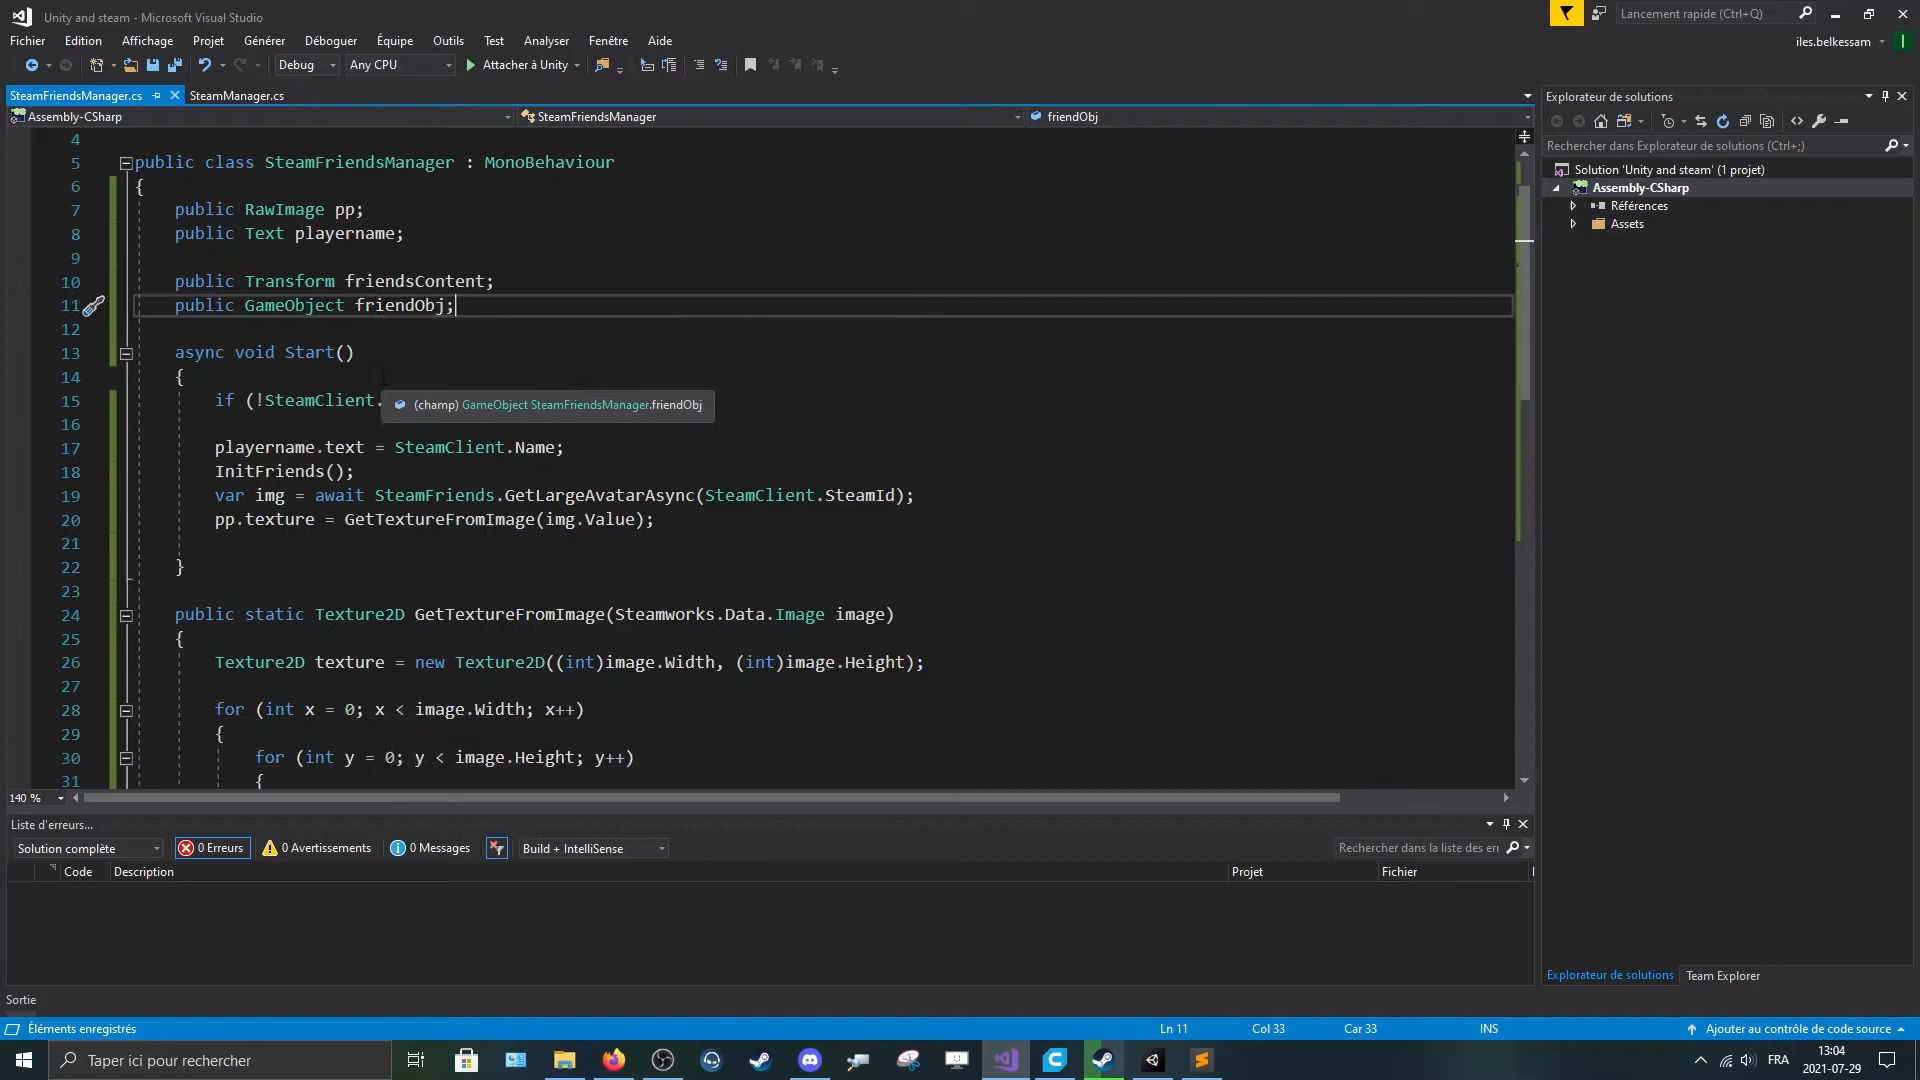 Unity and steam - Microsoft Visual Studio
Lancement rapide (Ctrl+Q)
Fichier Edition Affichage Projet Générer Déboguer Équipe Outils Test Analyser Fenêtre Aide
iles.belkessam
Debug Any CPU Attacher à Unity
SteamFriendsManager.cs SteamManager.cs
Assembly-CSharp SteamFriendsManager friendObj
4
5 public class SteamFriendsManager : MonoBehaviour
6 {
7 public RawImage pp;
8 public Text playername;
9
10 public Transform friendsContent;
11 public GameObject friendObj;
12
13 async void Start()
14 {
15 if (!SteamClient.
(champ) GameObject SteamFriendsManager.friendObj
16
17 playername.text = SteamClient.Name;
18 InitFriends();
19 var img = await SteamFriends.GetLargeAvatarAsync(SteamClient.SteamId);
20 pp.texture = GetTextureFromImage(img.Value);
21
22 }
23
24 public static Texture2D GetTextureFromImage(Steamworks.Data.Image image)
25 {
26 Texture2D texture = new Texture2D((int)image.Width, (int)image.Height);
27
28 for (int x = 0; x < image.Width; x++)
29 {
30 for (int y = 0; y < image.Height; y++)
31 {
140 %
Explorateur de solutions
Rechercher dans Explorateur de solutions (Ctrl+;)
Solution 'Unity and steam' (1 projet)
Assembly-CSharp
Références
Assets
Explorateur de solutions Team Explorer
Liste d'erreurs...
Solution complète 0 Erreurs 0 Avertissements 0 Messages Build + IntelliSense Rechercher dans la liste des err
Code Description Projet Fichier
Sortie
Éléments enregistrés Ln 11 Col 33 Car 33 INS Ajouter au contrôle de code source
Taper ici pour rechercher
FRA
13:04
2021-07-29